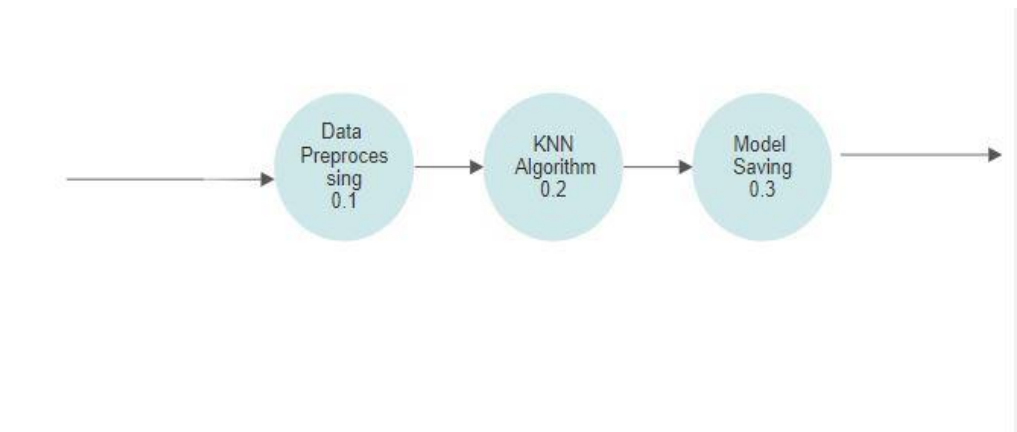 Data
Preproces
sing
0.1
KNN
Algorithm
0.2
Model
Saving
0.3